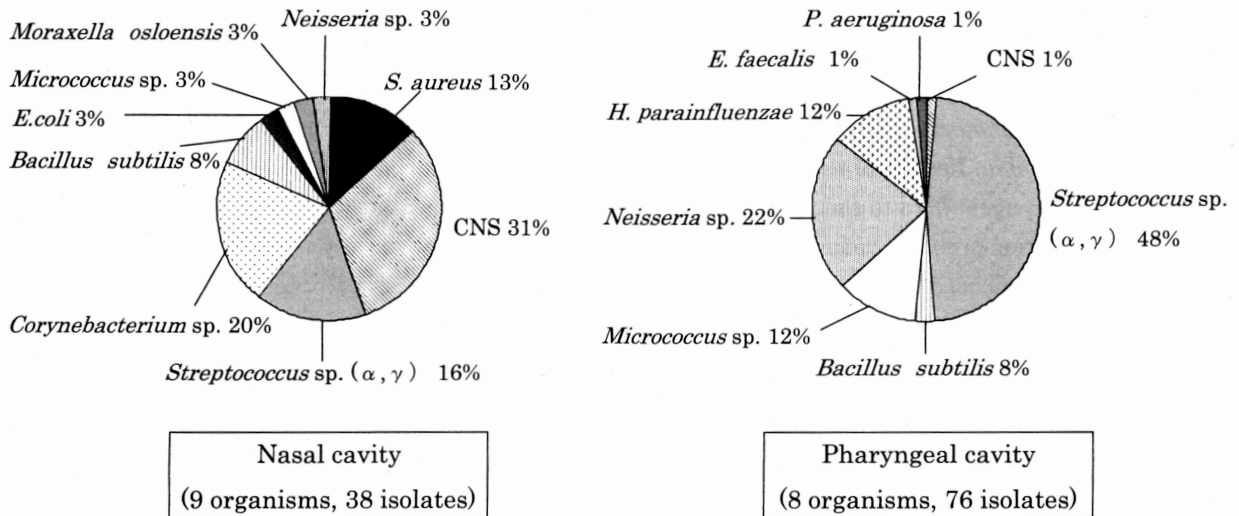 Neisseria sp. 3%
Moraxella osloensis 3%
Micrococcus sp. 3%
S. aureus 13%
E.coli 3%
Bacillus subtilis 8%
CNS 31%
Corynebacterium sp. 20%
Streptococcus sp. (α, γ) 16%
Nasal cavity
(9 organisms, 38 isolates)
P. aeruginosa 1%
E. faecalis 1%
CNS 1%
H. parainfluenzae 12%
Streptococcus sp.
(α, γ) 48%
Neisseria sp. 22%
Micrococcus sp. 12%
Bacillus subtilis 8%
Pharyngeal cavity
(8 organisms, 76 isolates)